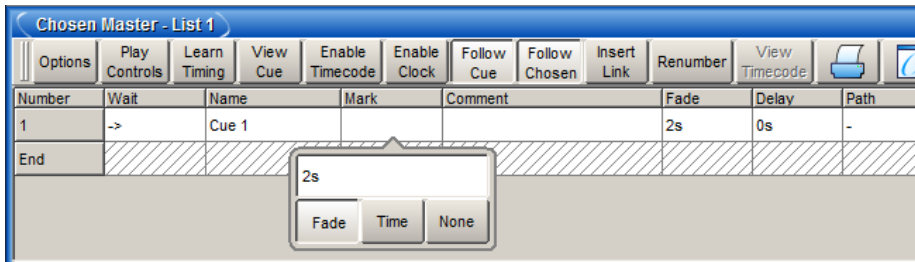 Chosen Master - List 1
Options Play Controls Learn Timing View Cue Enable Timecode Enable Clock Follow Cue Follow Chosen Insert Link Renumber View Timecode
Number Wait Name Mark Comment Fade Delay Path
1 -> Cue 1 2s 0s -
End
2s
Fade Time None